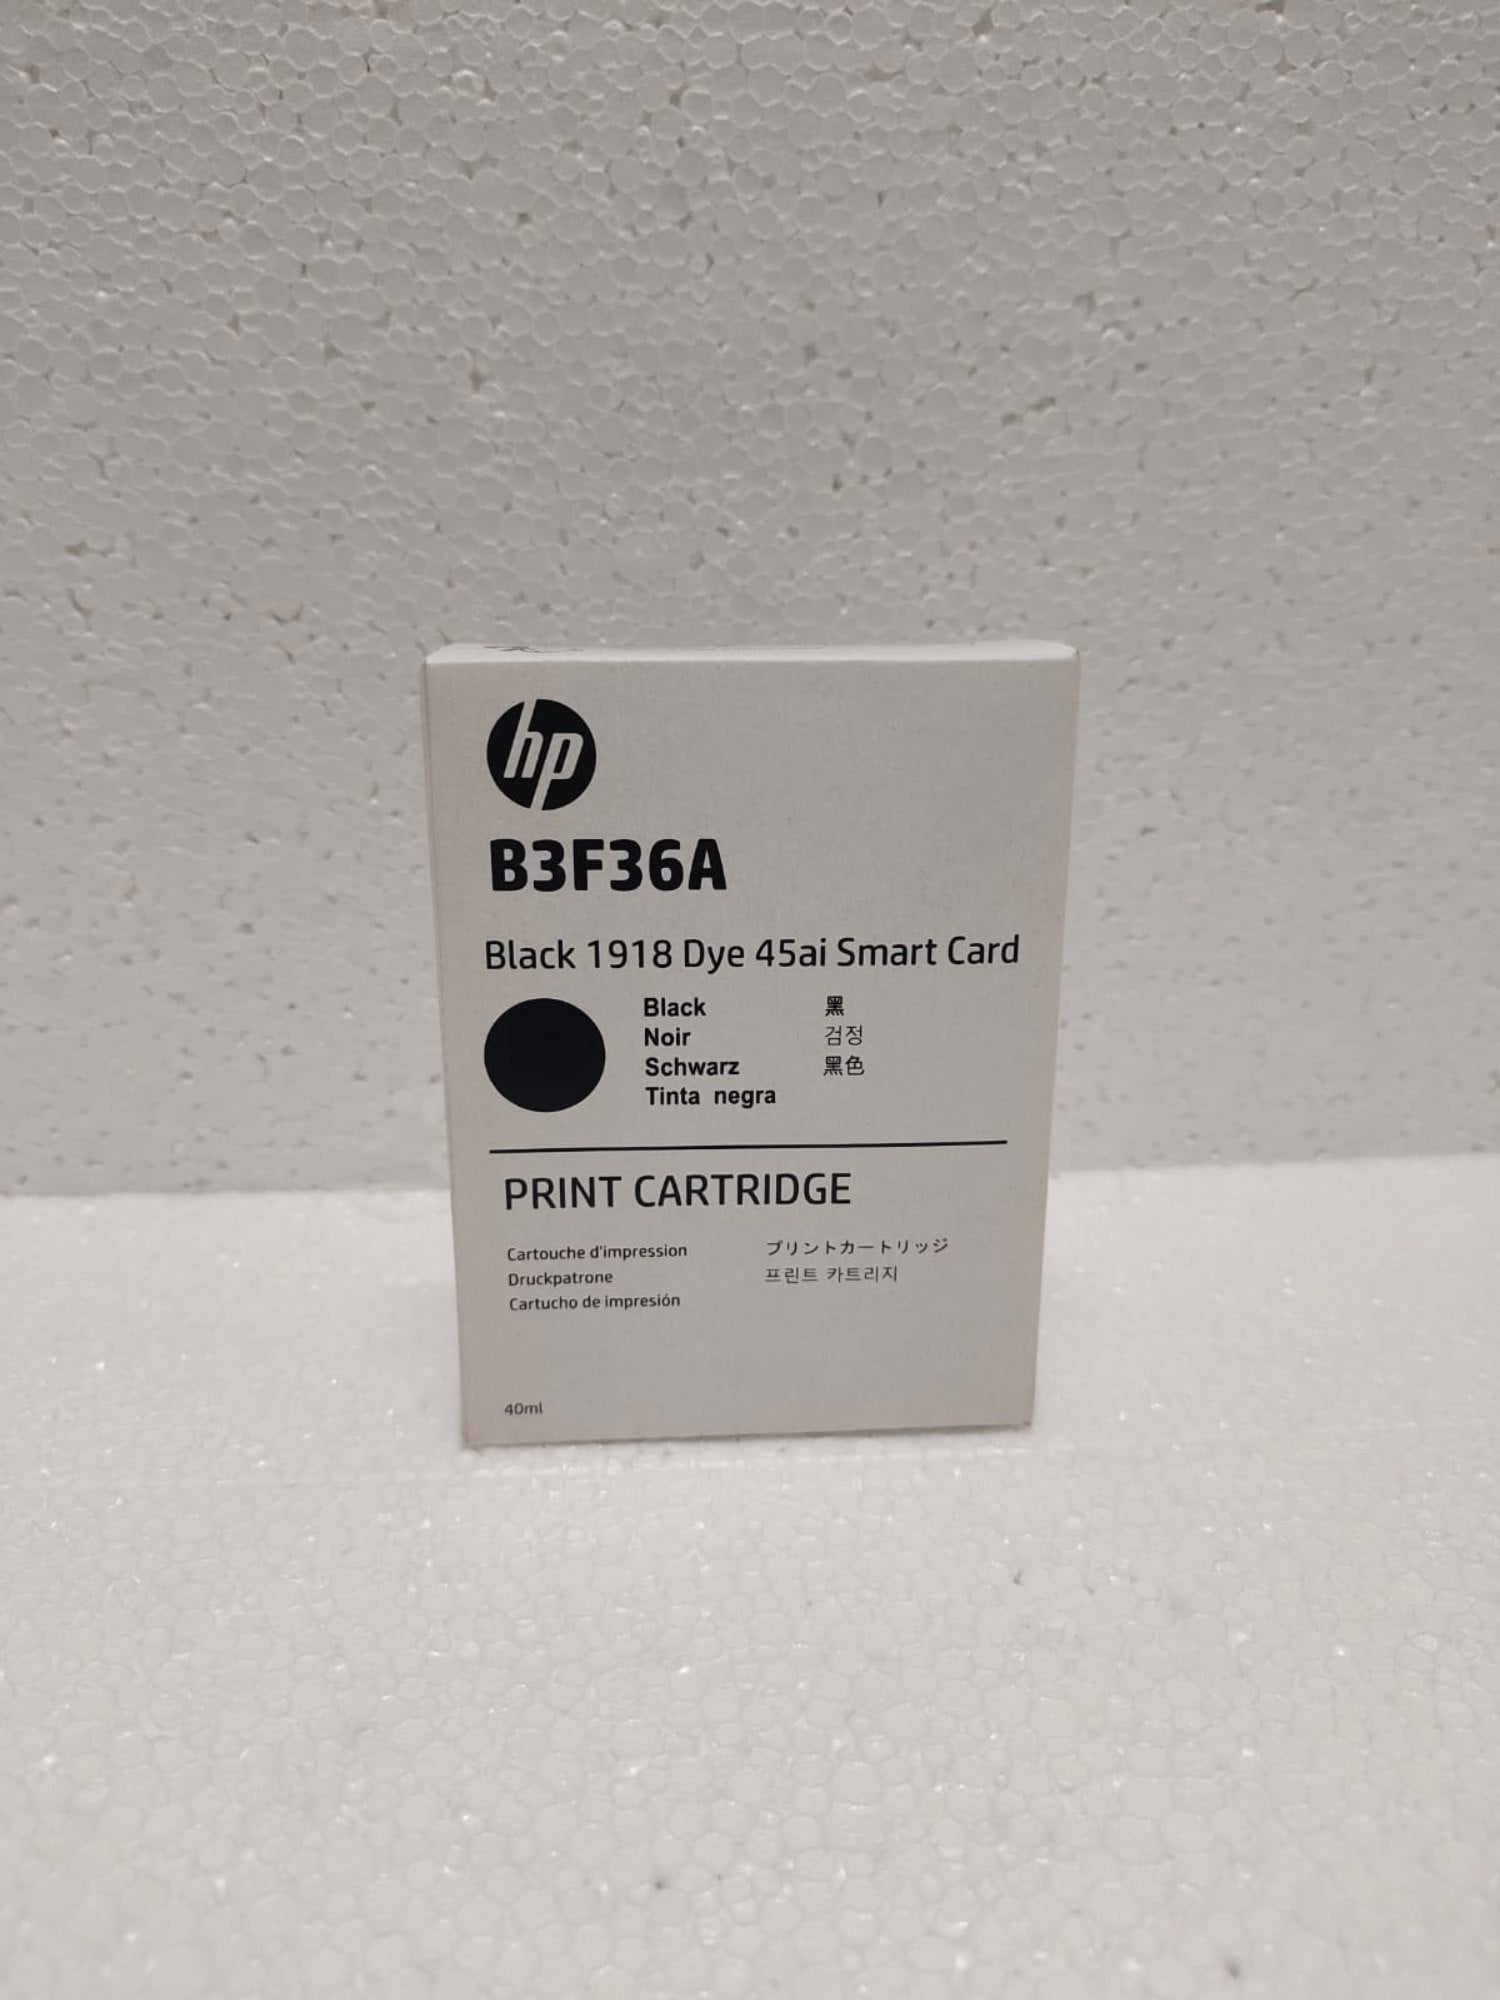 hp
B3F36A
Black 1918 Dye 45ai Smart Card
Black 黑
Noir 검정
Schwarz 黑色
Tinta negra
PRINT CARTRIDGE
Cartouche d'impression プリントカートリッジ
Druckpatrone 프린트 카트리지
Cartucho de impresión
40ml